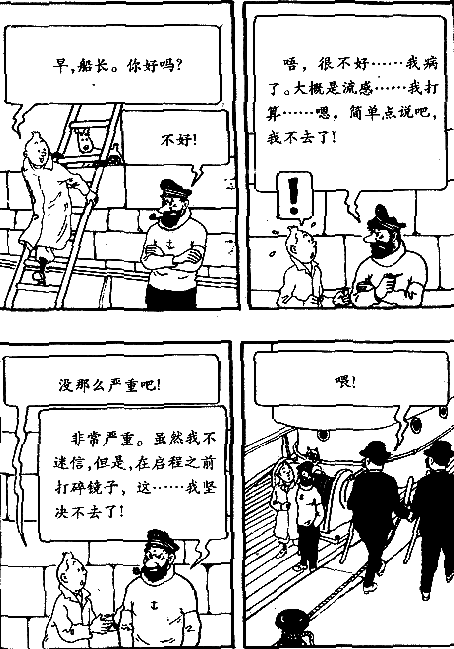 早,船长。你好吗?
不好!
唔,很不好……我病
了。大概是流感……我打
算……嗯,简单点说吧,
我不去了!
!
没那么严重吧!
非常严重。虽然我不
迷信,但是,在启程之前
打碎镜子,这……我坚
决不去了!
喂!